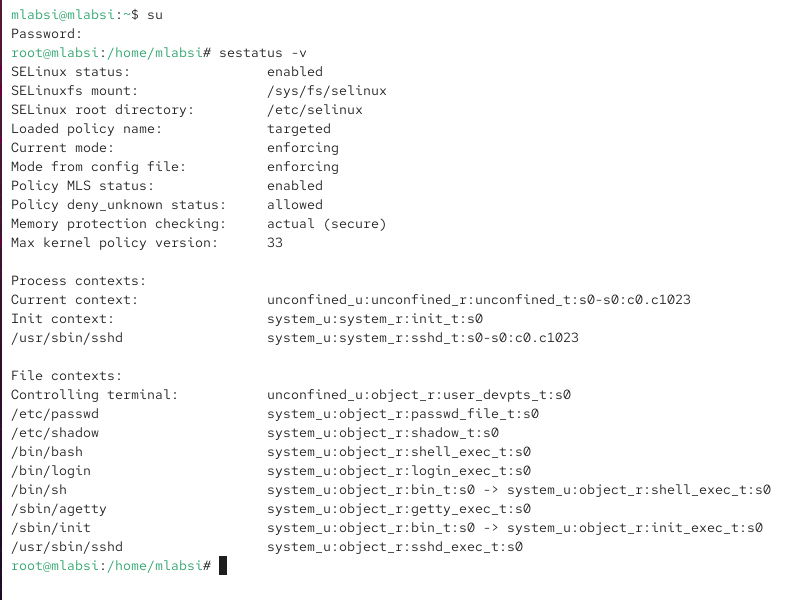 mlabsi@mlabsi:~$ su
Password:
root@mlabsi:/home/mlabsi# sestatus -v
SELinux status:                 enabled
SELinuxfs mount:                /sys/fs/selinux
SELinux root directory:         /etc/selinux
Loaded policy name:             targeted
Current mode:                   enforcing
Mode from config file:          enforcing
Policy MLS status:              enabled
Policy deny_unknown status:     allowed
Memory protection checking:     actual (secure)
Max kernel policy version:      33

Process contexts:
Current context:                unconfined_u:unconfined_r:unconfined_t:s0-s0:c0.c1023
Init context:                   system_u:system_r:init_t:s0
/usr/sbin/sshd                  system_u:system_r:sshd_t:s0-s0:c0.c1023

File contexts:
Controlling terminal:           unconfined_u:object_r:user_devpts_t:s0
/etc/passwd                     system_u:object_r:passwd_file_t:s0
/etc/shadow                     system_u:object_r:shadow_t:s0
/bin/bash                       system_u:object_r:shell_exec_t:s0
/bin/login                      system_u:object_r:login_exec_t:s0
/bin/sh                         system_u:object_r:bin_t:s0 -> system_u:object_r:shell_exec_t:s0
/sbin/agetty                    system_u:object_r:getty_exec_t:s0
/sbin/init                      system_u:object_r:bin_t:s0 -> system_u:object_r:init_exec_t:s0
/usr/sbin/sshd                  system_u:object_r:sshd_exec_t:s0
root@mlabsi:/home/mlabsi#